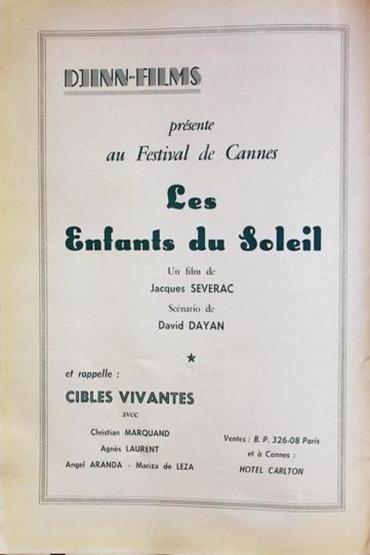 DJINN-FILMS
présente
au Festival de Cannes
Les
Enfants du Soleil
Un film de
Jacques SEVERAC
Scénario de
David DAYAN
et rappelle :
CIBLES VIVANTES
avec
Christian MARQUAND
Agnès LAURENT
Angel ARANDA - Mariza de LEZA
Ventes : B. P. 326-08 Paris
et à Cannes :
HOTEL CARLTON